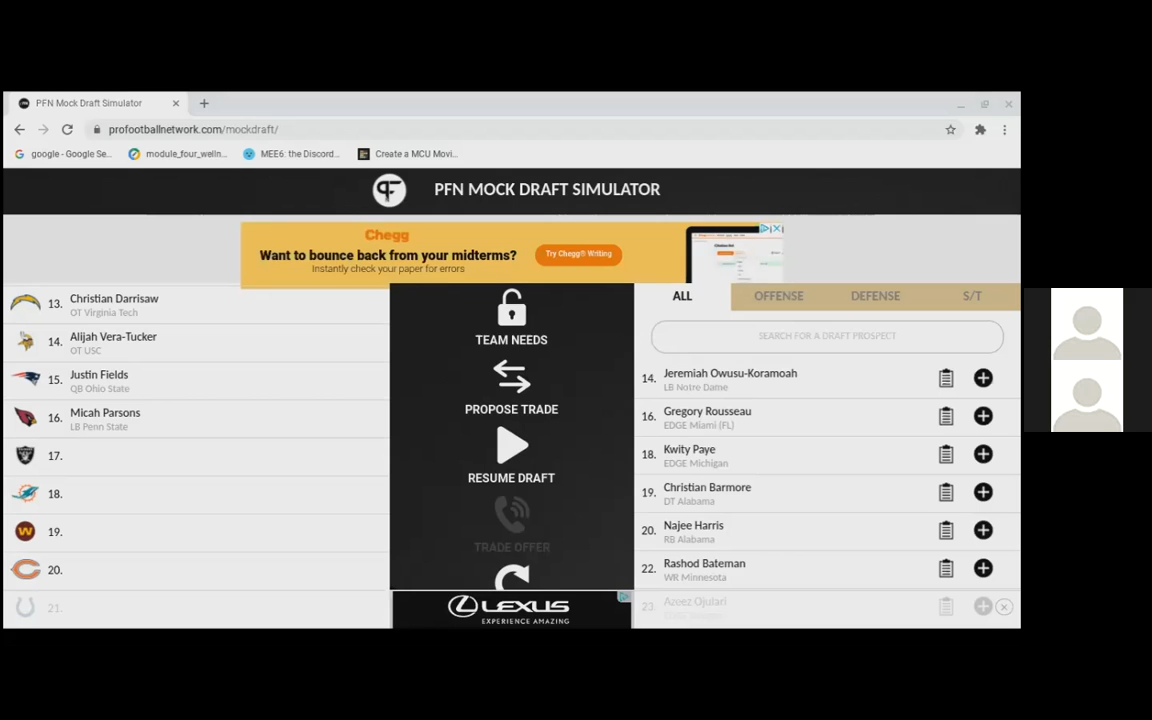 PFN Mock Draft Simulator
profootballnetwork.com/mockdraft/
google - Google Se...
module_four_welln...
MEE6: the Discord...
Create a MCU Movi...
PFN MOCK DRAFT SIMULATOR
Chegg
Want to bounce back from your midterms?
Instantly check your paper for errors
Try Chegg® Writing
13. Christian Darrisaw
OT Virginia Tech
14. Alijah Vera-Tucker
OT USC
15. Justin Fields
QB Ohio State
16. Micah Parsons
LB Penn State
17.
18.
19.
20.
21.
TEAM NEEDS
PROPOSE TRADE
RESUME DRAFT
TRADE OFFER
LEXUS
EXPERIENCE AMAZING
ALL OFFENSE DEFENSE S/T
SEARCH FOR A DRAFT PROSPECT
14. Jeremiah Owusu-Koramoah
LB Notre Dame
16. Gregory Rousseau
EDGE Miami (FL)
18. Kwity Paye
EDGE Michigan
19. Christian Barmore
DT Alabama
20. Najee Harris
RB Alabama
22. Rashod Bateman
WR Minnesota
23. Azeez Ojulari